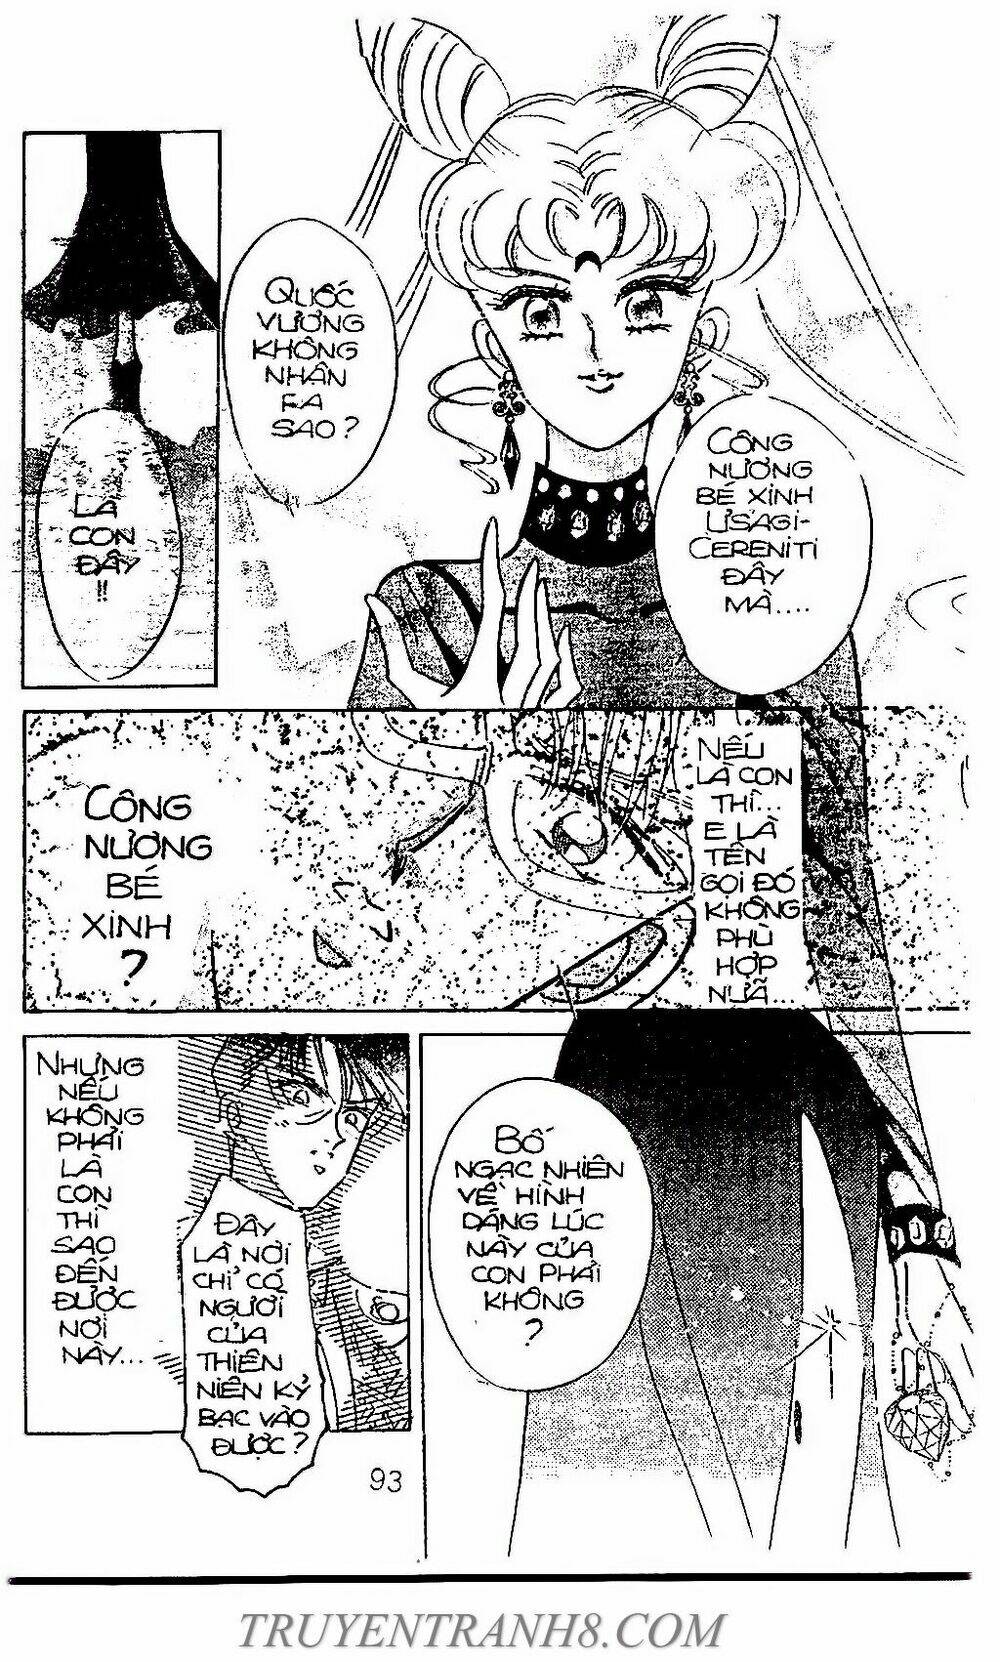 LÀ
CON
ĐÂY
!!
QUỐC
VƯƠNG
KHÔNG
NHẬN
RA
SAO?
CÔNG
NƯƠNG
BÉ XINH
USAGI-
CERENITI
ĐÂY
MÀ....
CÔNG
NƯƠNG
BÉ
XINH
?
NẾU
LÀ CON
THÌ...
E LÀ
TÊN
GỌI ĐÓ
KHÔNG
PHÙ
HỢP
NỮA...
NHƯNG
NẾU
KHÔNG
PHẢI
LÀ
CON
THÌ
SAO
ĐẾN
ĐƯỢC
NƠI
NÀY...
ĐÂY
LÀ NƠI
CHỈ CÓ
NGƯỜI
CỦA
THIÊN
NIÊN KỶ
BẠC VÀO
ĐƯỢC?
BỐ
NGẠC NHIÊN
VỀ HÌNH
DÁNG LÚC
NÀY CỦA
CON PHẢI
KHÔNG
?
93
TRUYENTRANH8.COM